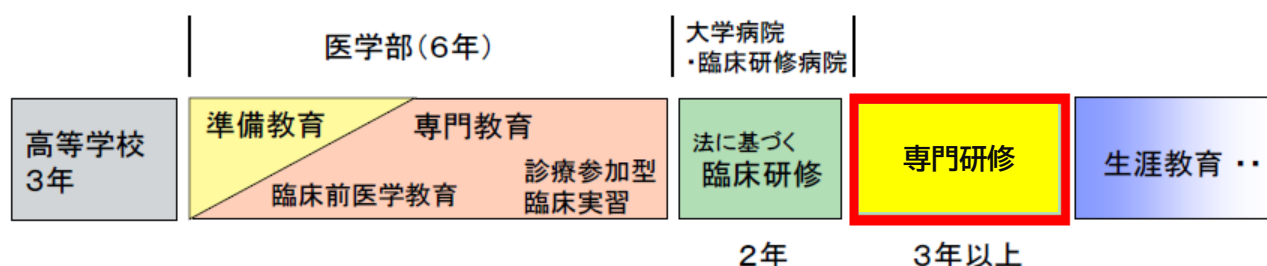 医学部(6年)
大学病院
・臨床研修病院
高等学校
3年
準備教育
専門教育
臨床前医学教育
診療参加型
臨床実習
法に基づく
臨床研修
専門研修
生涯教育 ‥
2年
3年以上